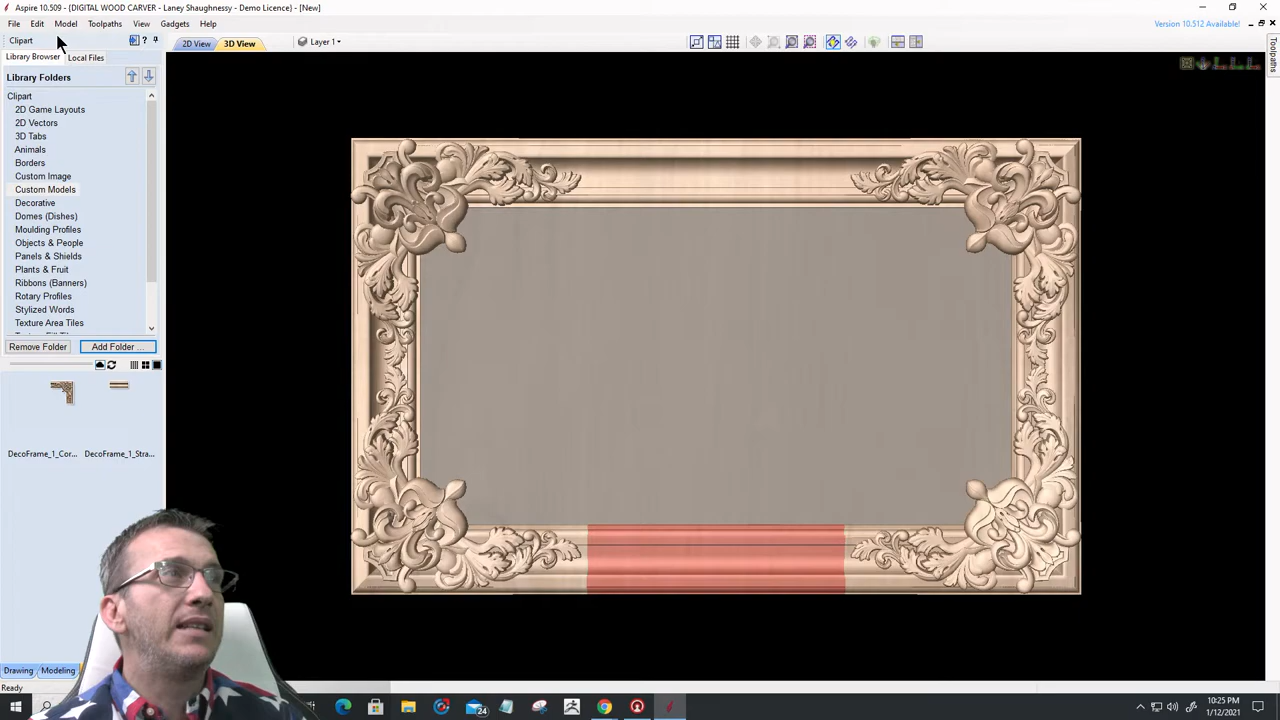 Aspire 10.509 - (DIGITAL WOOD CARVER - Laney Shaughnessy - Demo Licence) - [New]
File Edit Model Toolpaths View Gadgets Help
Version 10.512 Available!
Clipart
2D View 3D View Layer 1
Library Browser Local Files
Toolpaths
Library Folders
Clipart
2D Game Layouts
2D Vectors
3D Tabs
Animals
Borders
Custom Image
Custom Models
Decorative
Domes (Dishes)
Moulding Profiles
Objects & People
Panels & Shields
Plants & Fruit
Ribbons (Banners)
Rotary Profiles
Stylized Words
Texture Area Tiles
Remove Folder Add Folder ...
DecoFrame_1_Cor... DecoFrame_1_Stra...
Drawing Modeling
Ready
24
10:25 PM
1/12/2021